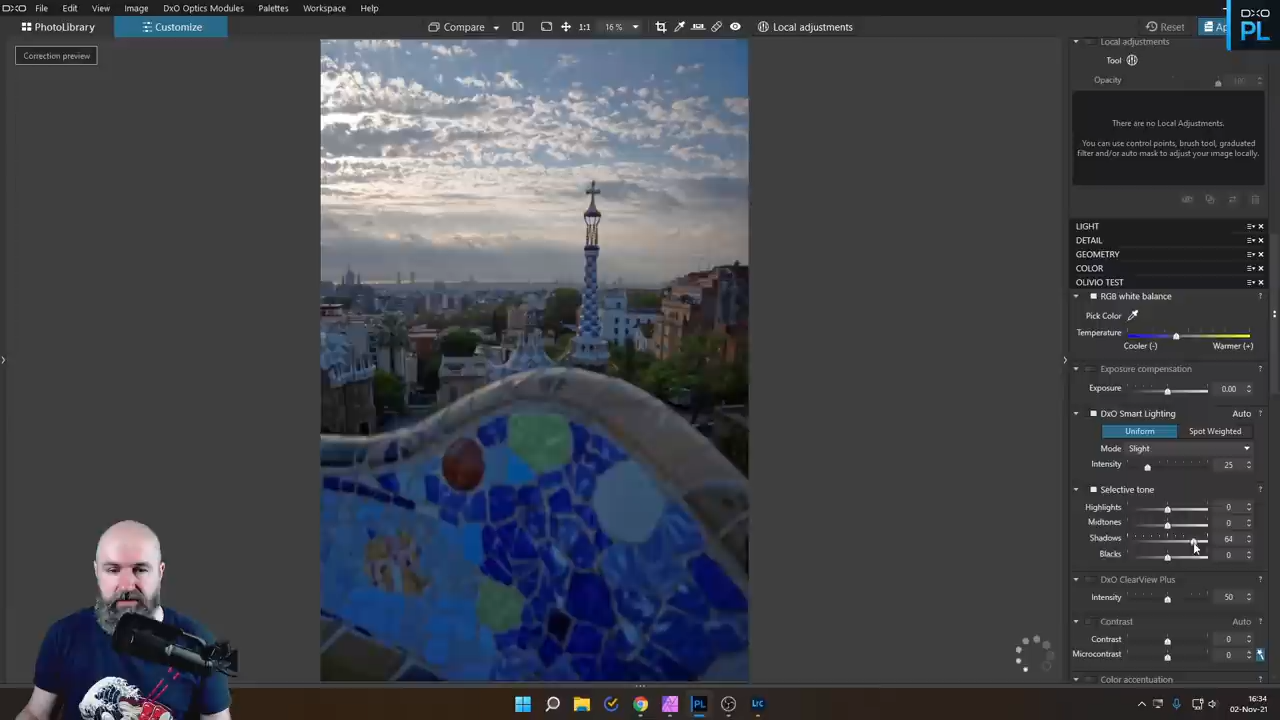 DXO File Edit View Image DxO Optics Modules Palettes Workspace Help
DXO
PL
PhotoLibrary Customize Compare 1:1 16 % Local adjustments Reset
Correction preview
Local adjustments
Tool
Opacity
There are no Local Adjustments.
You can use control points, brush tool, graduated
filter and/or auto mask to adjust your image locally.
LIGHT
DETAIL
GEOMETRY
COLOR
OLIVIO TEST
RGB white balance ?
Pick Color
Temperature
Cooler (-) Warmer (+)
Exposure compensation ?
Exposure 0.00
DxO Smart Lighting Auto
Uniform Spot Weighted
Mode Slight
Intensity 25
Selective tone ?
Highlights 0
Midtones 0
Shadows 64
Blacks 0
DxO ClearView Plus ?
Intensity 50
Contrast Auto
Contrast 0
Microcontrast 0
Color accentuation ?
PL LrC
16:34
02-Nov-21